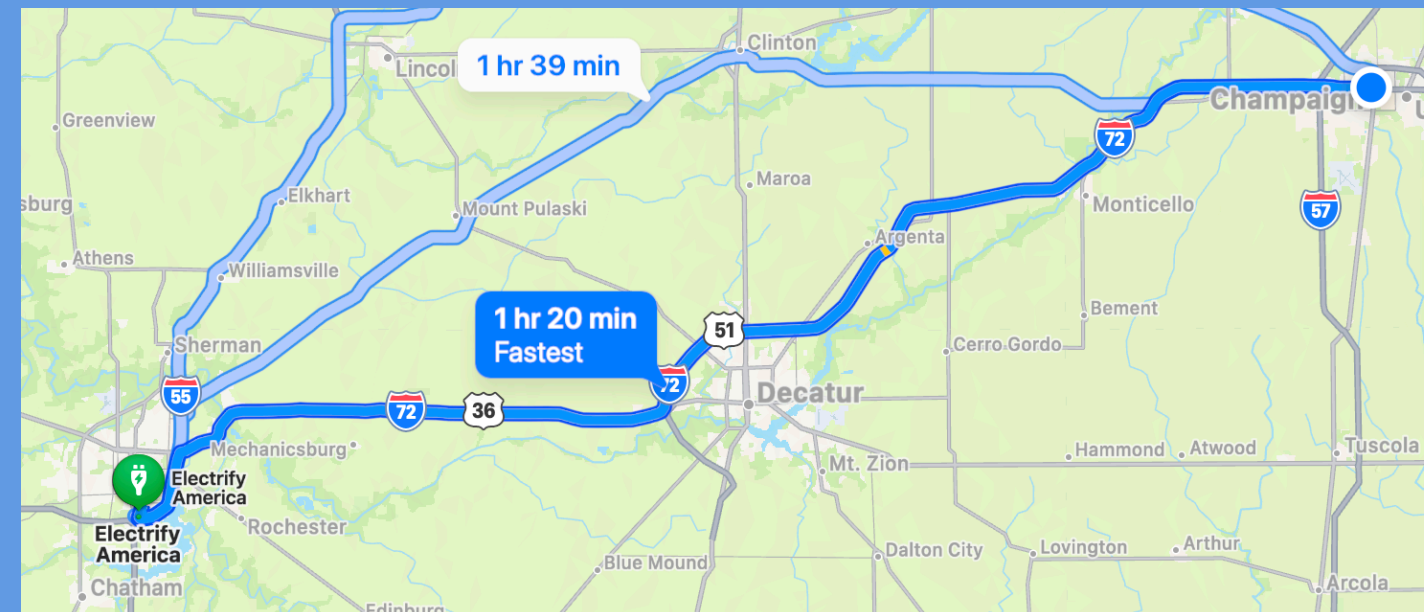 Clinton
Lincol
1 hr 39 min
Champaign
Greenview
72
Maroa
Elkhart
sburg
Mount Pulaski
Monticello
57
Argenta
Athens
Williamsville
1 hr 20 min
Fastest
51
Bement
Sherman
Cerro Gordo
55
72
72
36
Decatur
Mechanicsburg
Hammond
Atwood
Tuscola
Mt. Zion
Electrify
America
Rochester
Electrify
America
Blue Mound
Dalton City
Lovington
Arthur
Chatham
Arcola
Edinburg